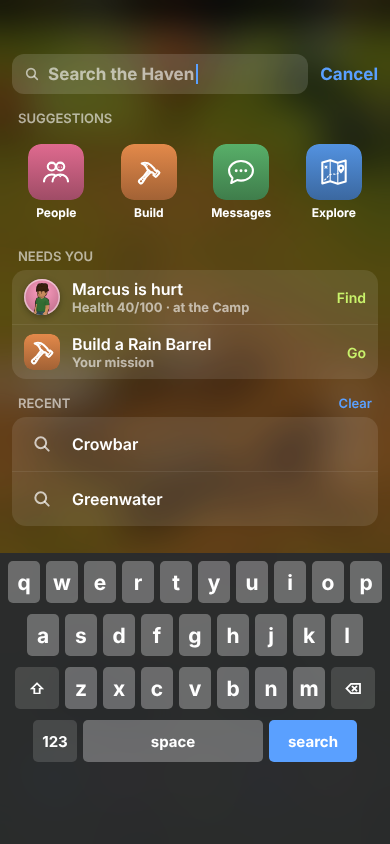 Search the Haven
Cancel
SUGGESTIONS
People
Build
Messages
Explore
NEEDS YOU
Marcus is hurt
Health 40/100 · at the Camp
Find
Build a Rain Barrel
Your mission
Go
RECENT
Clear
Crowbar
Greenwater
q w e r t y u i o p
a s d f g h j k l
z x c v b n m
123 space search